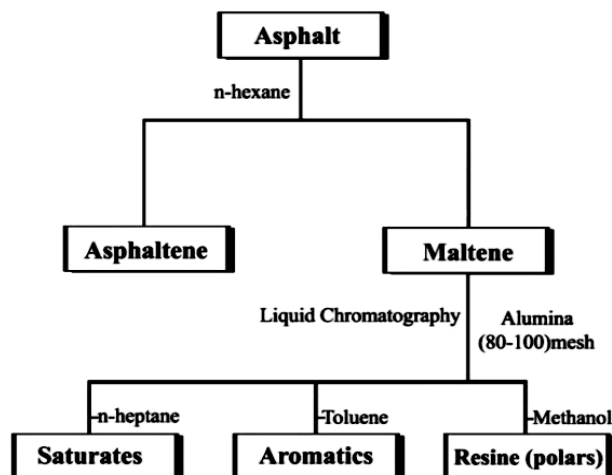 Asphalt
n-hexane
Asphaltene
Maltene
Liquid Chromatography
Alumina
(80-100)mesh
n-heptane
Toluene
Methanol
Saturates
Aromatics
Resine (polars)